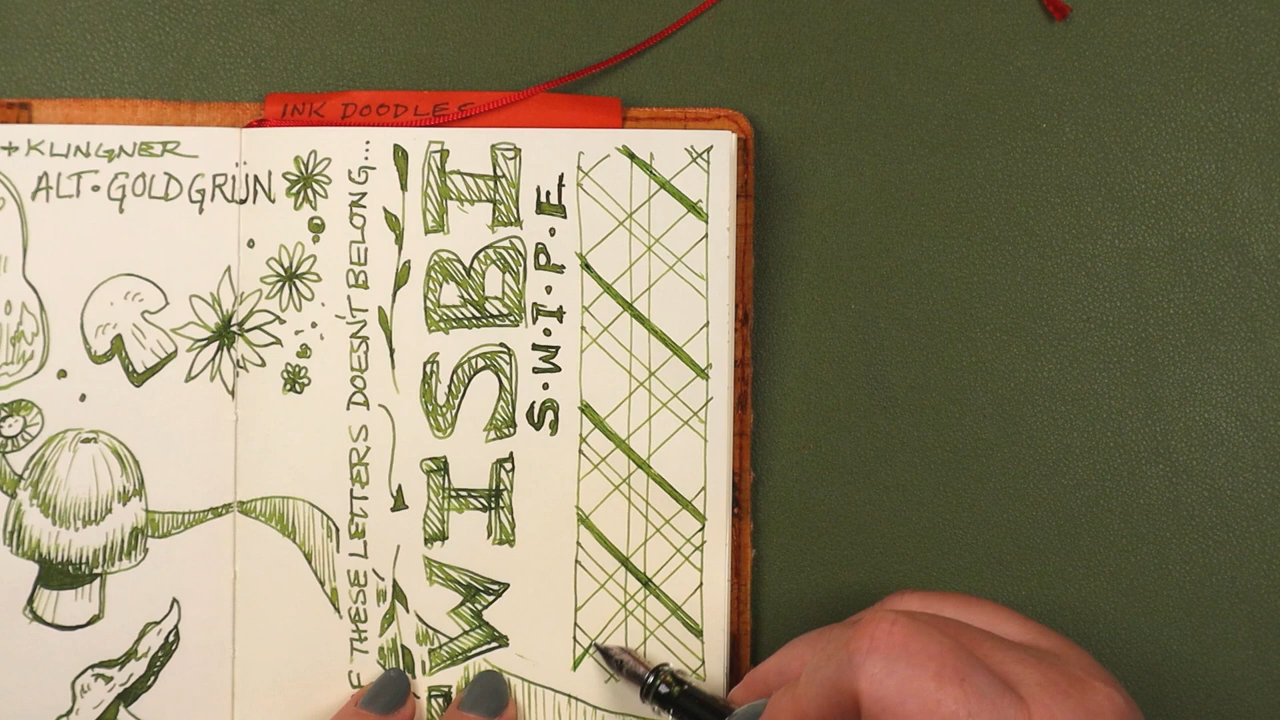 INK DOODLES
+ KLINGNER
ALT·GOLDGRÜN
THESE LETTERS DOESN'T BELONG...
WISBI
S·W·I·P·E